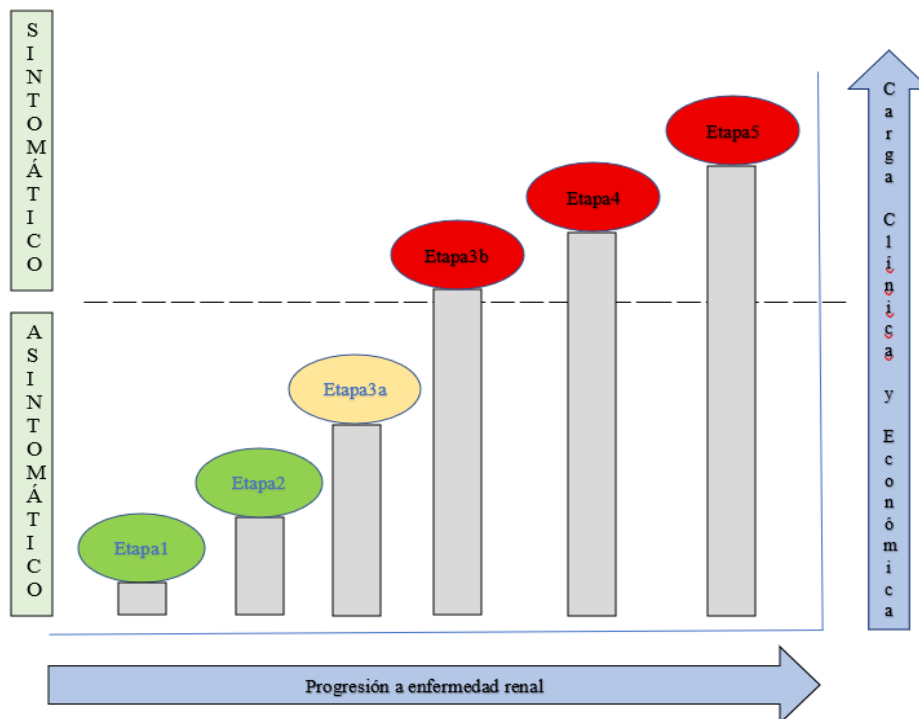 SINTOMÁTICO
ASINTOMÁTICO
Etapa1
Etapa2
Etapa3a
Etapa3b
Etapa4
Etapa5
Carga Clínica y Económica
Progresión a enfermedad renal